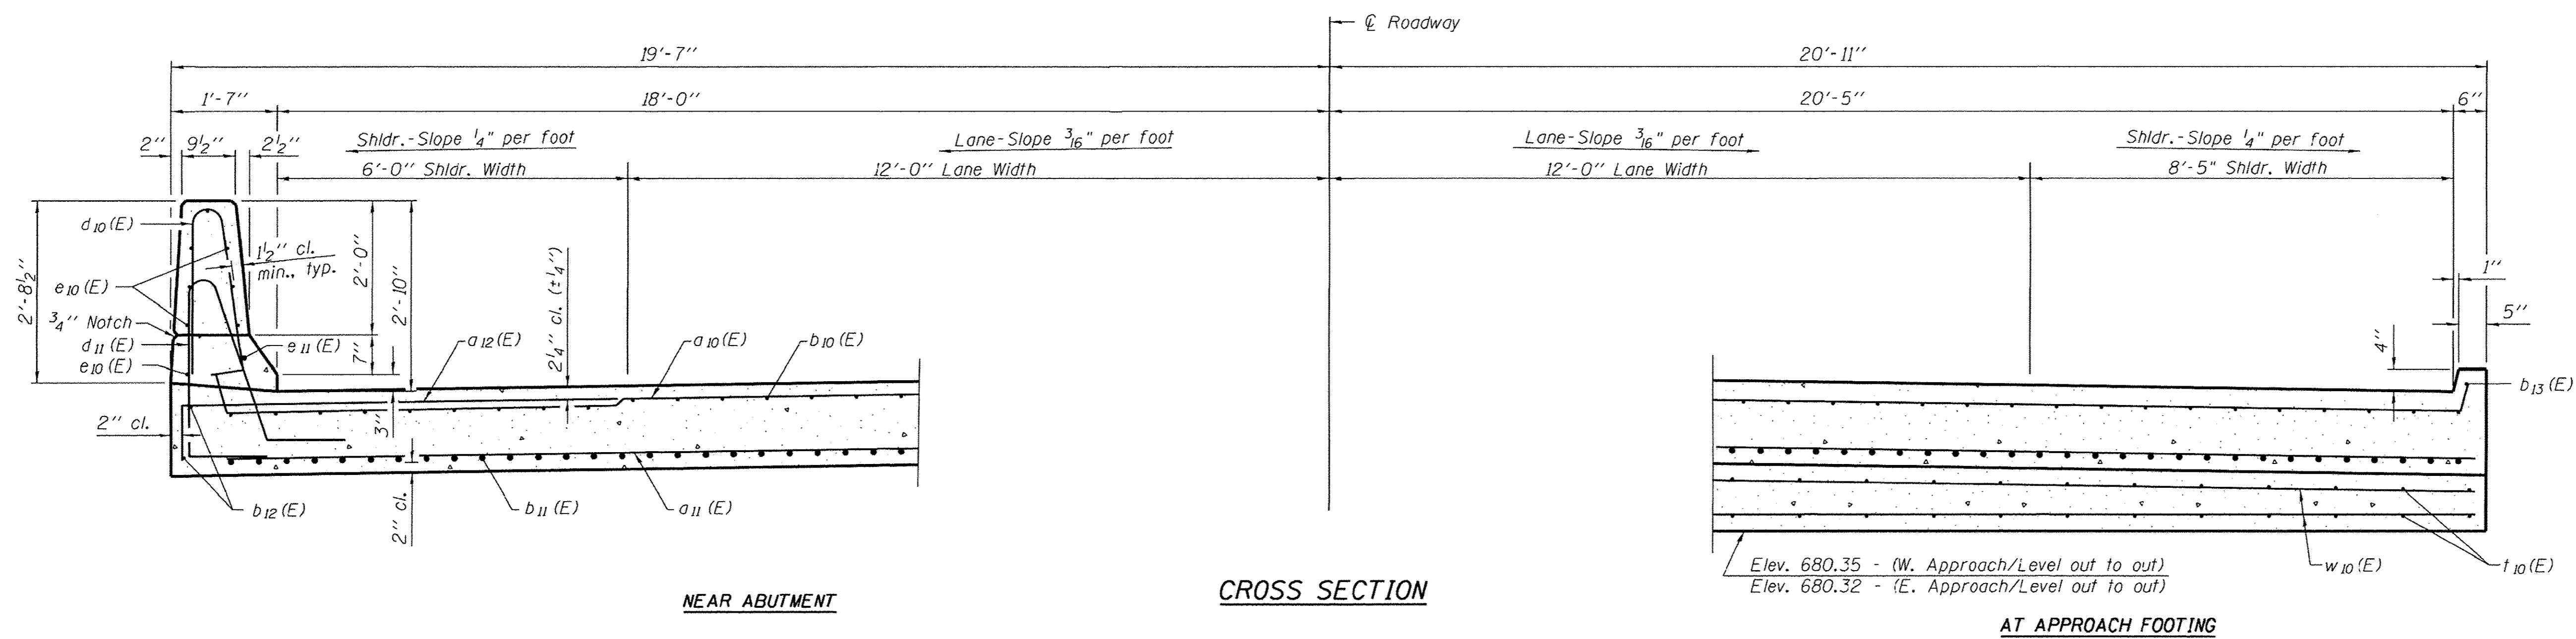 ℄ Roadway
19'-7"
20'-11"
1'-7"
18'-0"
20'-5"
6"
2"
9½"
2½"
Shldr.-Slope ¼" per foot
Lane-Slope 3/16" per foot
Lane-Slope 3/16" per foot
Shldr.-Slope ¼" per foot
6'-0" Shldr. Width
12'-0" Lane Width
12'-0" Lane Width
8'-5" Shldr. Width
d10(E)
1½" cl.
min., typ.
2'-0"
2'-10"
2'-8½"
2¼" cl. (±¼")
1"
e10(E)
¾" Notch
5"
d11(E)
e11(E)
7"
a12(E)
a10(E)
b10(E)
4"
e10(E)
b13(E)
2" cl.
3"
b12(E)
2" cl.
b11(E)
a11(E)
Elev. 680.35 - (W. Approach/Level out to out)
Elev. 680.32 - (E. Approach/Level out to out)
w10(E)
t10(E)
NEAR ABUTMENT
CROSS SECTION
AT APPROACH FOOTING